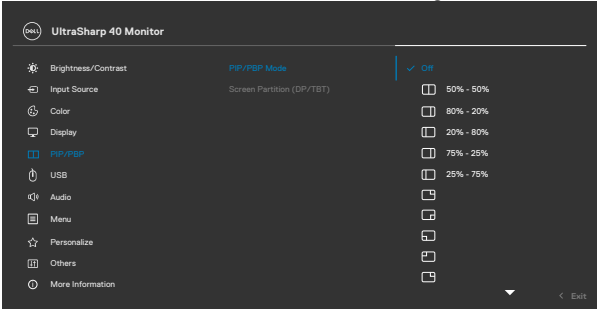 DELL UltraSharp 40 Monitor
Brightness/Contrast PIP/PBP Mode Off
Input Source Screen Partition (DP/TBT) 50% - 50%
Color 80% - 20%
Display 20% - 80%
PIP/PBP 75% - 25%
USB 25% - 75%
Audio
Menu
Personalize
Others
More Information
Exit